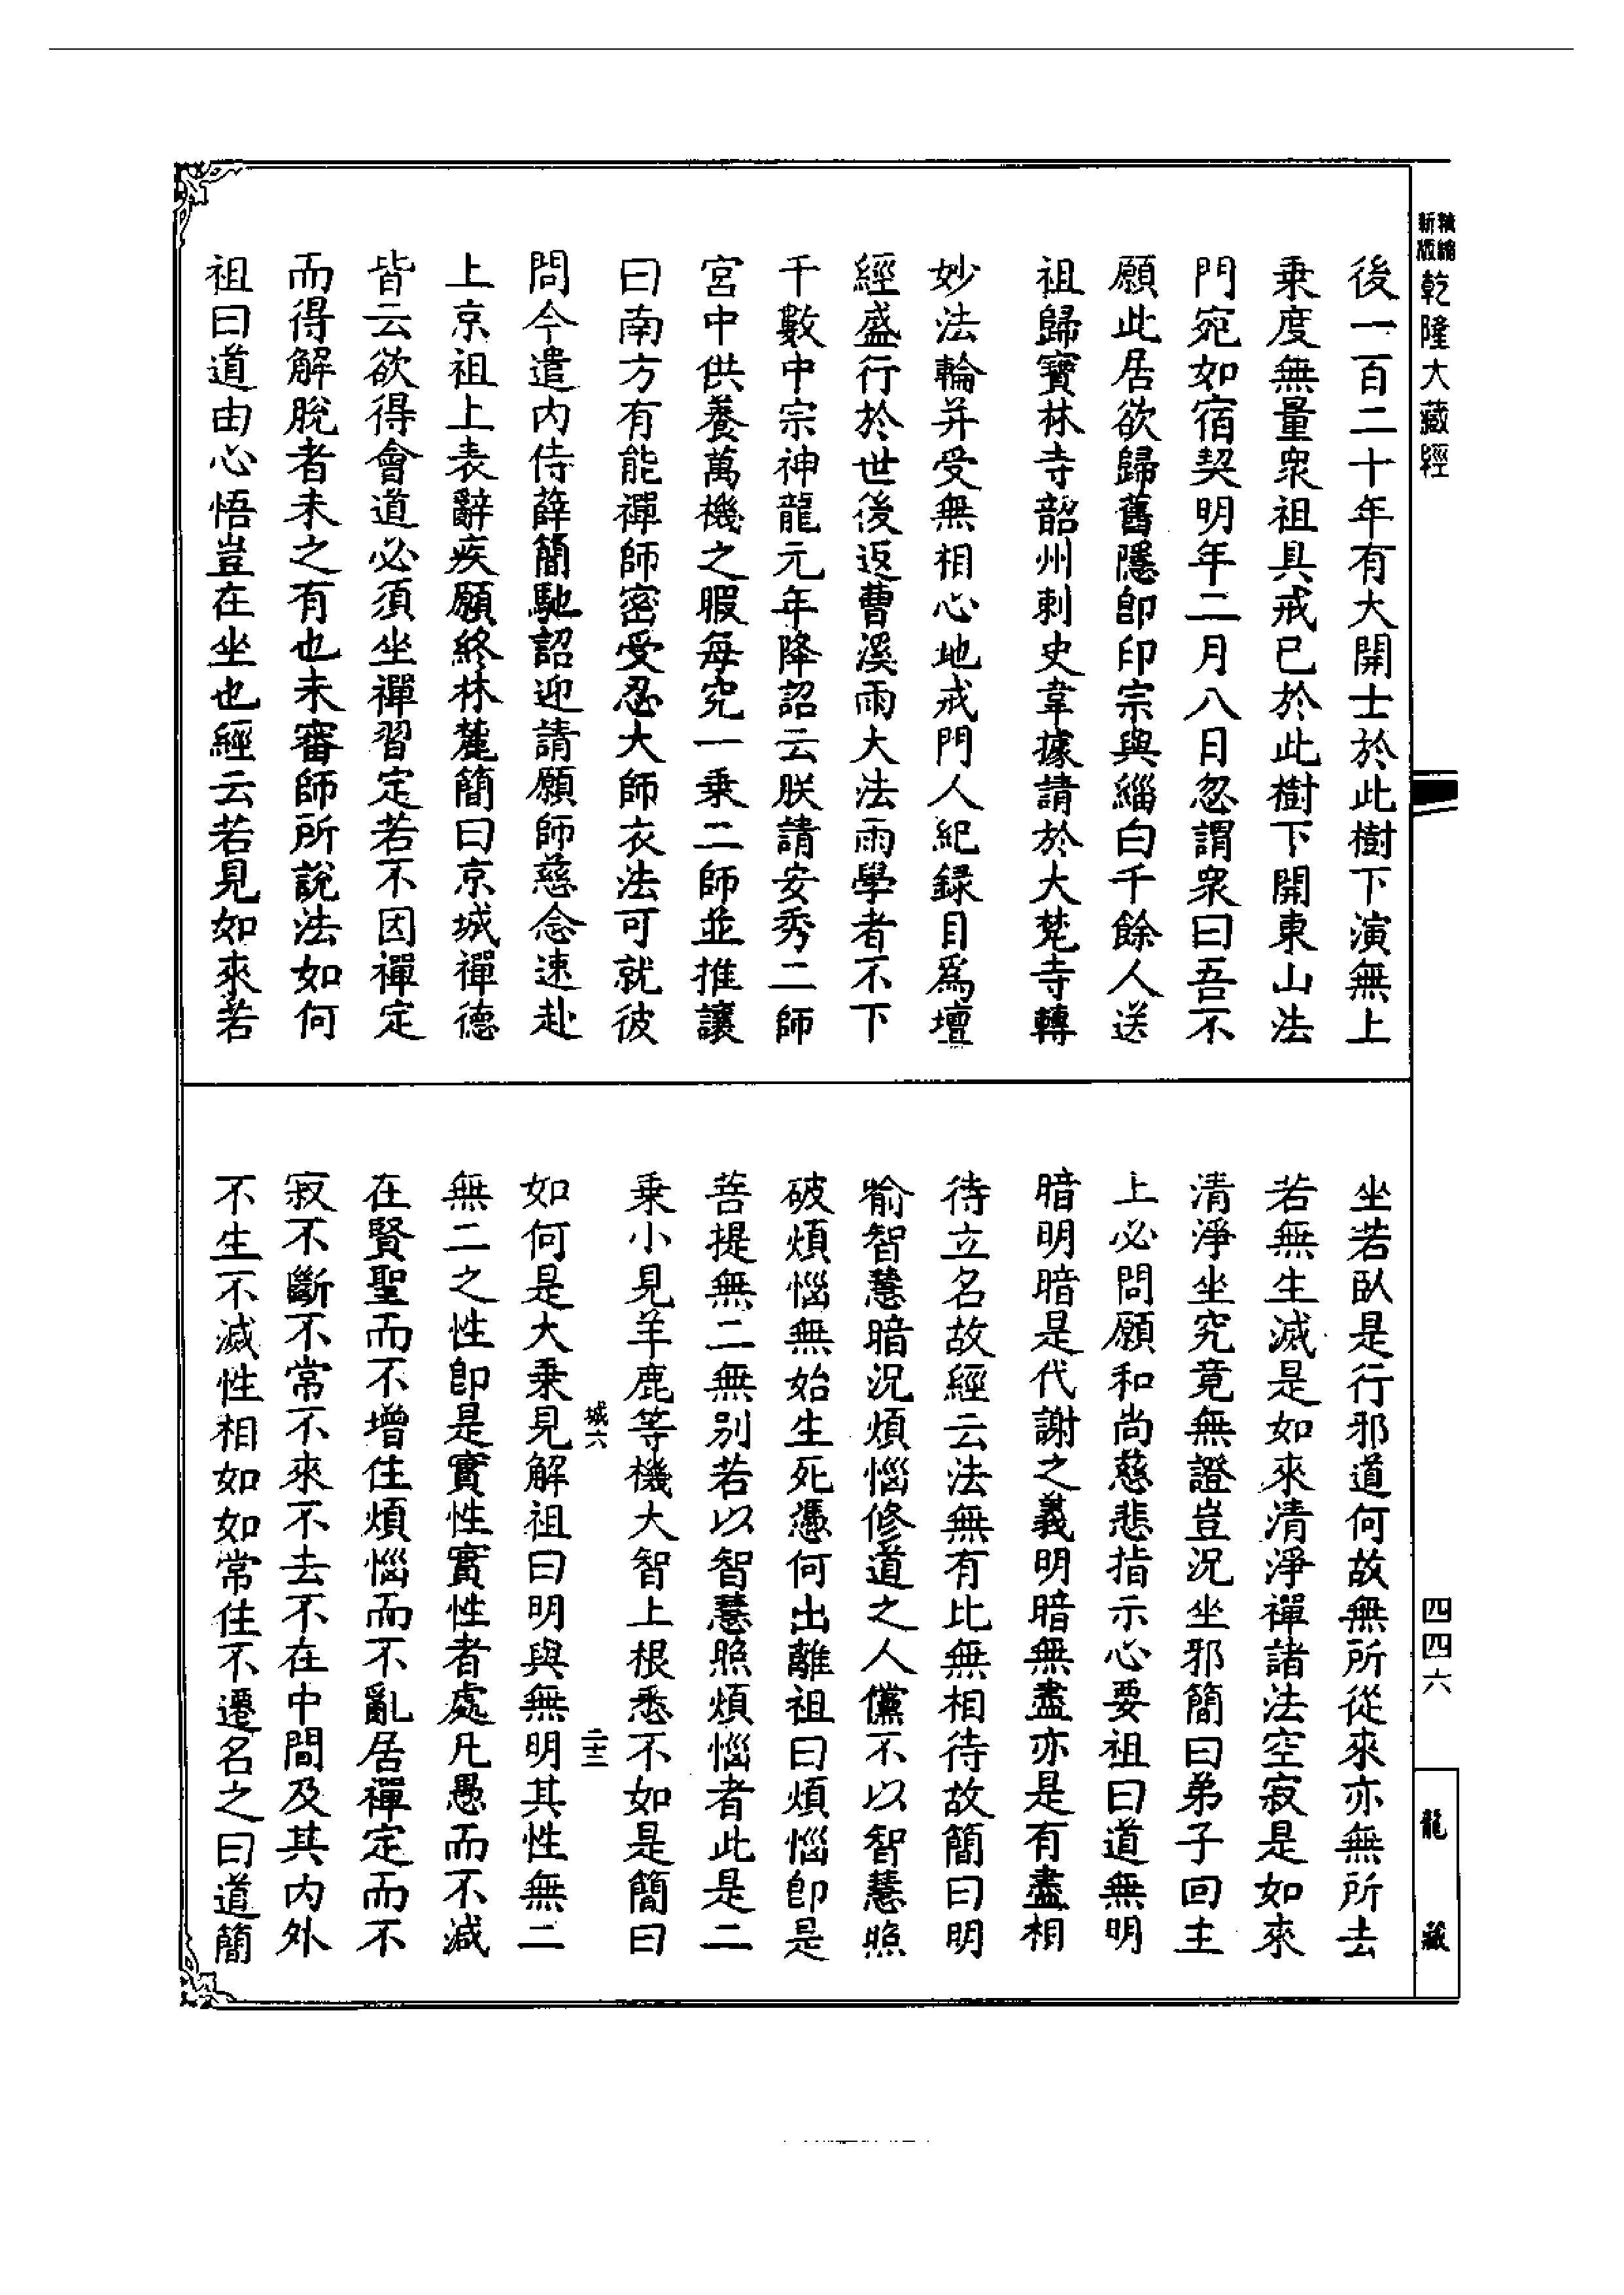 精縮新版乾隆大藏經
後一百二十年有大開士於此樹下演無上
乗度無量衆祖具戒已於此樹下開東山法
門宛如宿契明年二月八日忽謂衆曰吾不
願此居欲歸舊隱卽印宗與緇白千餘人送
祖歸寶林寺韶州刺史韋據請於大梵寺轉
妙法輪并受無相心地戒門人紀録目爲壇
經盛行於世後返曹溪雨大法雨學者不下
千數中宗神龍元年降詔云朕請安秀二師
宮中供養萬機之暇每究一乗二師並推讓
曰南方有能禪師密受忍大師衣法可就彼
問今遣内侍薛簡馳詔迎請願師慈念速赴
上京祖上表辭疾願終林麓簡曰京城禪德
皆云欲得會道必須坐禪習定若不因禪定
而得解脫者未之有也未審師所說法如何
祖曰道由心悟豈在坐也經云若見如來若
坐若臥是行邪道何故無所從來亦無所去
若無生滅是如來清淨禪諸法空寂是如來
清淨坐究竟無證豈況坐邪簡曰弟子回主
上必問願和尚慈悲指示心要祖曰道無明
暗明暗是代謝之義明暗無盡亦是有盡相
待立名故經云法無有比無相待故簡曰明
喻智慧暗況煩惱修道之人儻不以智慧照
破煩惱無始生死憑何出離祖曰煩惱卽是
菩提無二無別若以智慧照煩惱者此是二
乗小見羊鹿等機大智上根悉不如是簡曰
城六 二十三
如何是大乗見解祖曰明與無明其性無二
無二之性卽是實性實性者處凡愚而不減
在賢聖而不增住煩惱而不亂居禪定而不
寂不斷不常不來不去不在中間及其内外
不生不滅性相如如常住不遷名之曰道簡
四四六
龍藏